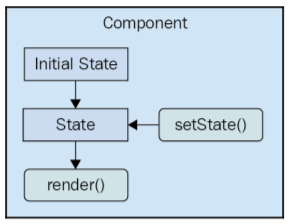 Component
Initial State
State
setState()
render()